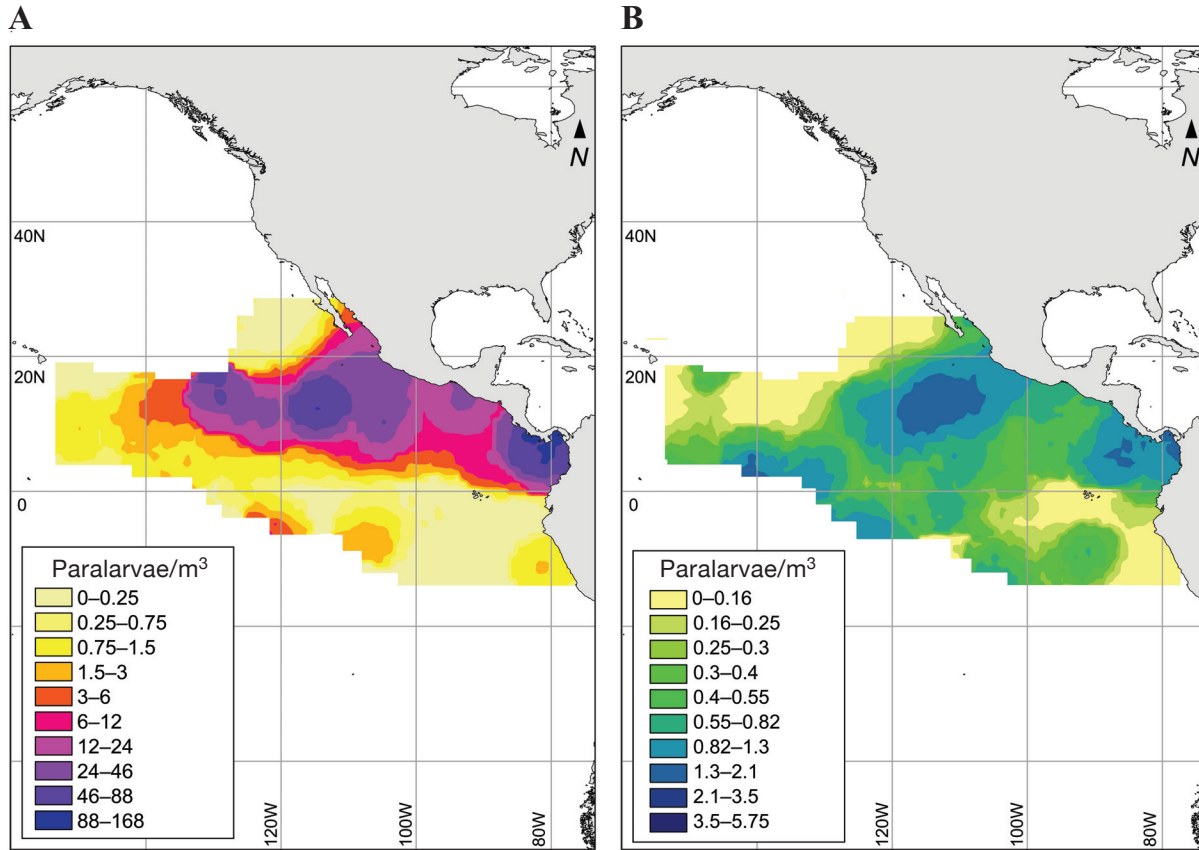 A
N
40N
20N
0
120W
100W
80W
Paralarvae/m³
0–0.25
0.25–0.75
0.75–1.5
1.5–3
3–6
6–12
12–24
24–46
46–88
88–168
B
N
40N
20N
0
120W
100W
80W
Paralarvae/m³
0–0.16
0.16–0.25
0.25–0.3
0.3–0.4
0.4–0.55
0.55–0.82
0.82–1.3
1.3–2.1
2.1–3.5
3.5–5.75